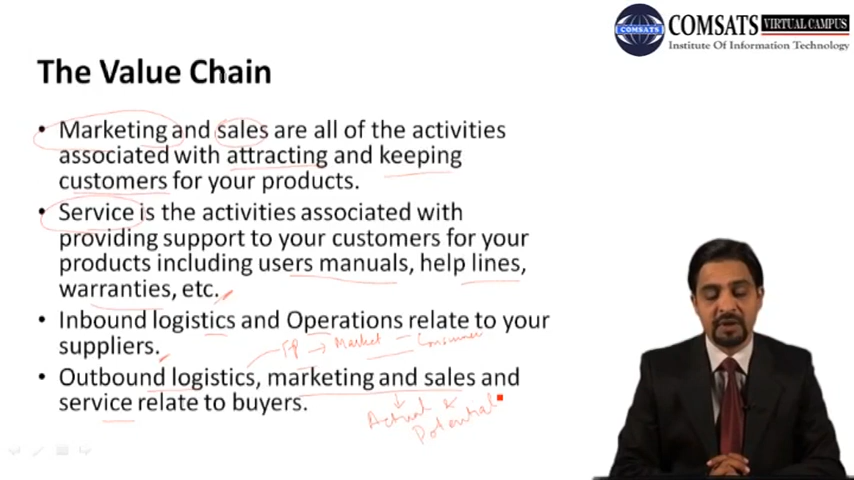 COMSATS VIRTUAL CAMPUS
Institute Of Information Technology
The Value Chain
• Marketing and sales are all of the activities
associated with attracting and keeping
customers for your products.
• Service is the activities associated with
providing support to your customers for your
products including users manuals, help lines,
warranties, etc.
• Inbound logistics and Operations relate to your
suppliers.
FP → Market – Consumer
• Outbound logistics, marketing and sales and
service relate to buyers.
Actual &
Potential